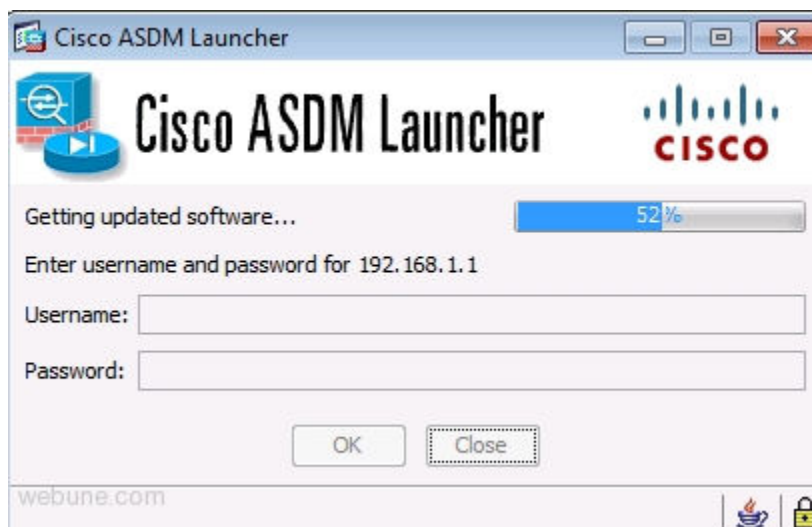 Cisco ASDM Launcher
Cisco ASDM Launcher
CISCO
Getting updated software...
52%
Enter username and password for 192.168.1.1
Username:
Password:
OK
Close
webune.com